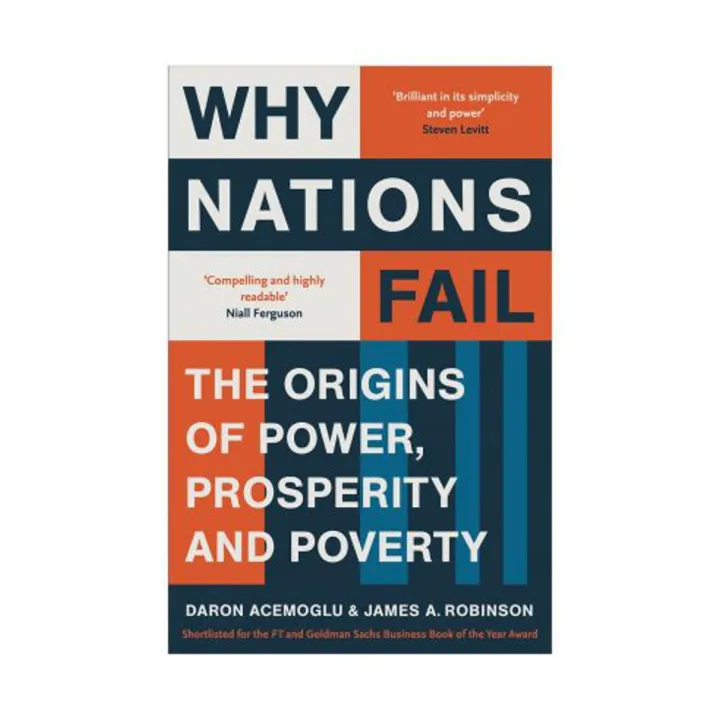 WHY
'Brilliant in its simplicity
and power'
Steven Levitt
NATIONS
'Compelling and highly
readable'
Niall Ferguson
FAIL
THE ORIGINS
OF POWER,
PROSPERITY
AND POVERTY
DARON ACEMOGLU & JAMES A. ROBINSON
Shortlisted for the FT and Goldman Sachs Business Book of the Year Award